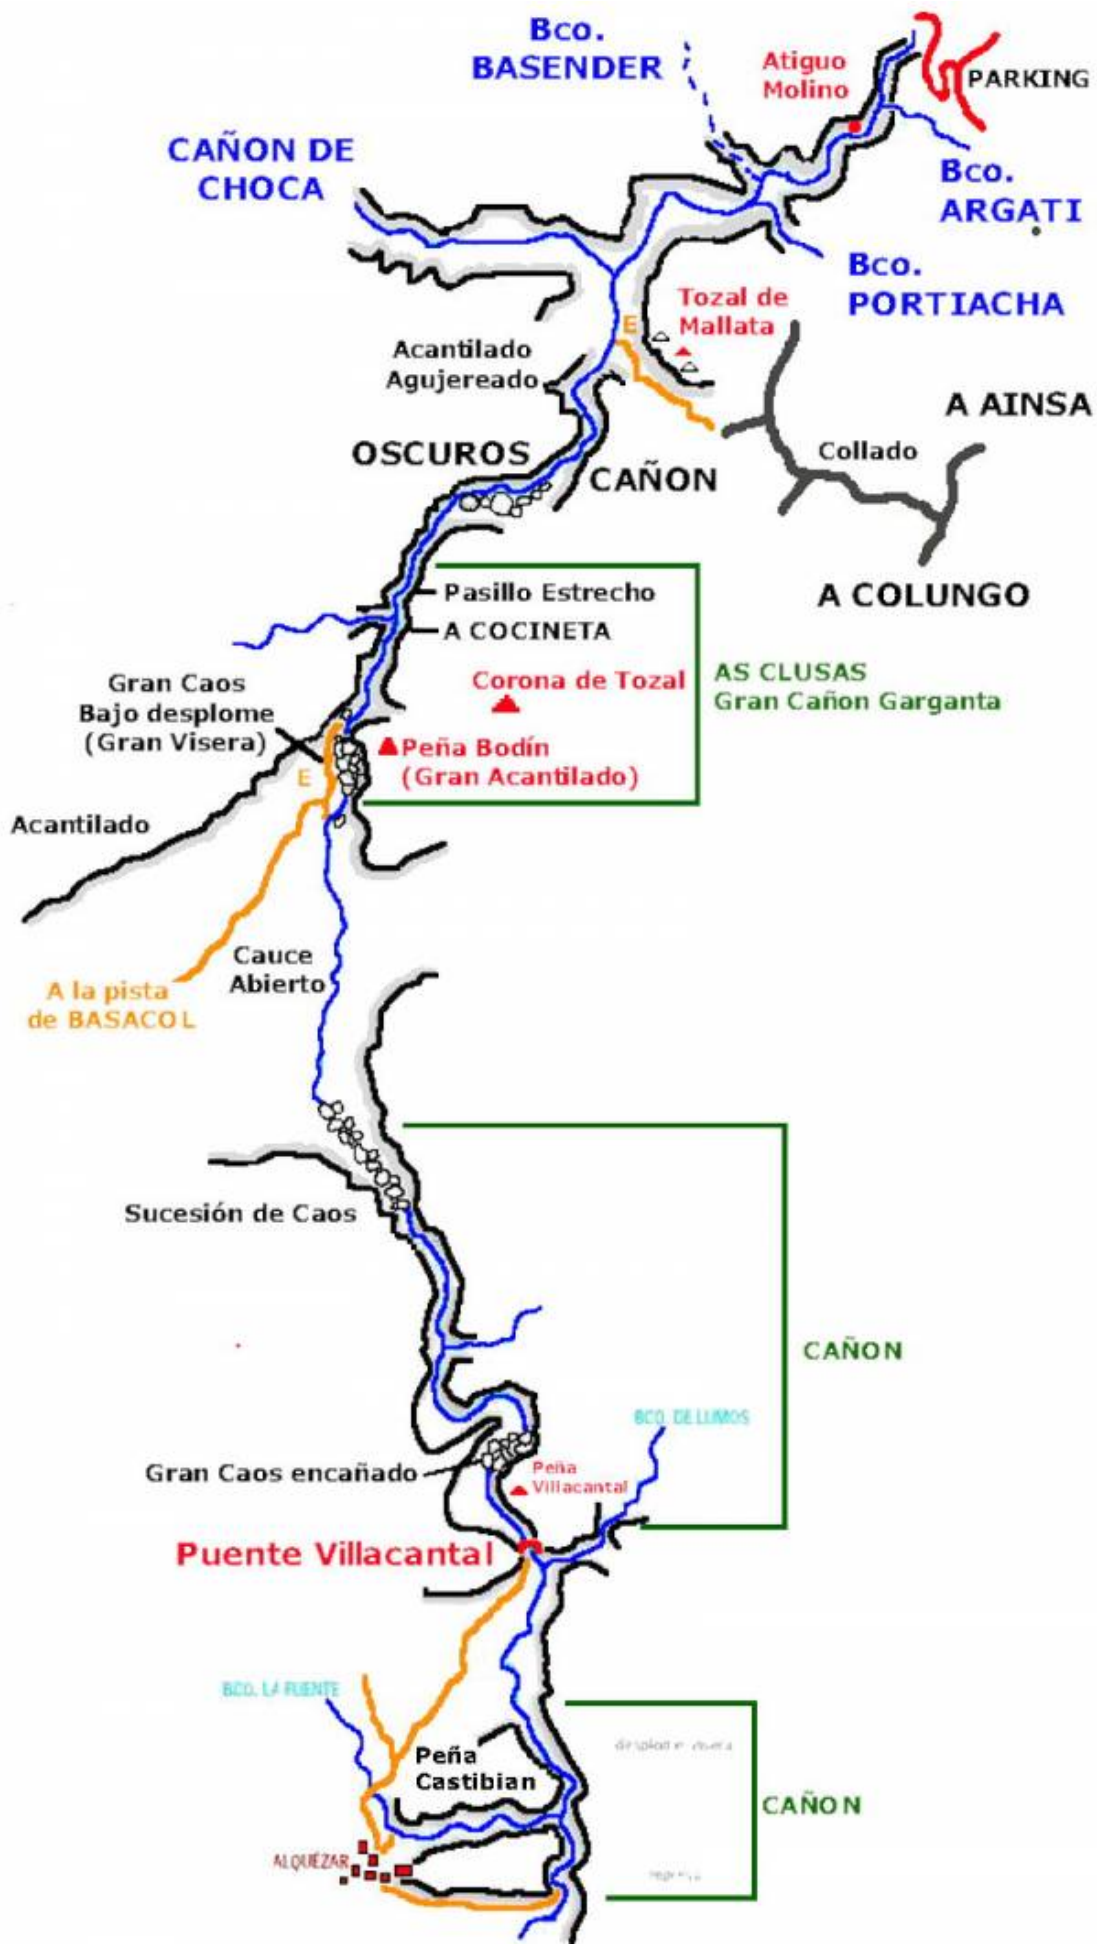 Bco.
BASENDER
Atiguo
Molino
PARKING
CAÑON DE
CHOCA
Bco.
ARGATI
Bco.
PORTIACHA
Tozal de
Mallata
E
Acantilado
Agujereado
A AINSA
OSCUROS
CAÑON
Collado
A COLUNGO
Pasillo Estrecho
A COCINETA
Corona de Tozal
AS CLUSAS
Gran Cañon Garganta
Gran Caos
Bajo desplome
(Gran Visera)
Peña Bodín
(Gran Acantilado)
E
Acantilado
Cauce
Abierto
A la pista
de BASACOL
Sucesión de Caos
CAÑON
BCO. DE LUMOS
Gran Caos encañado
Peña
Villacantal
Puente Villacantal
BCO. LA FUENTE
Peña
Castibian
CAÑON
ALQUÉZAR